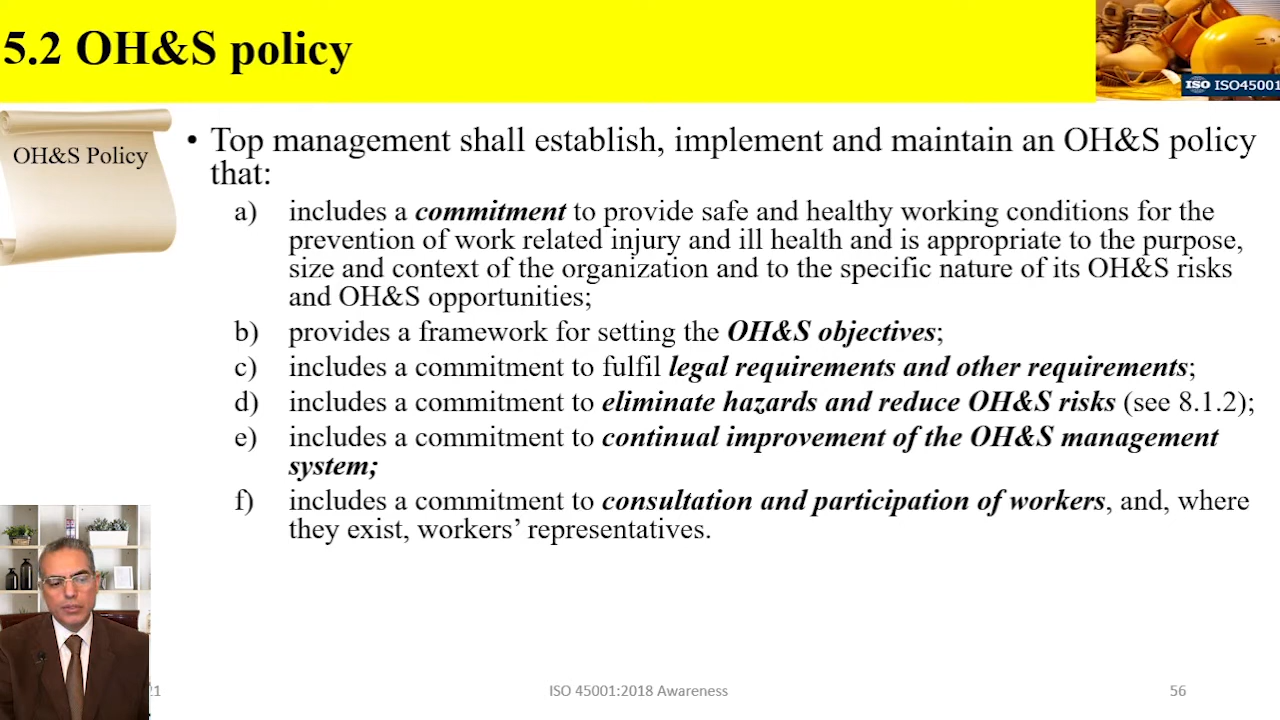 5.2 OH&S policy
ISO ISO45001
OH&S Policy
• Top management shall establish, implement and maintain an OH&S policy
that:
a) includes a commitment to provide safe and healthy working conditions for the
prevention of work related injury and ill health and is appropriate to the purpose,
size and context of the organization and to the specific nature of its OH&S risks
and OH&S opportunities;
b) provides a framework for setting the OH&S objectives;
c) includes a commitment to fulfil legal requirements and other requirements;
d) includes a commitment to eliminate hazards and reduce OH&S risks (see 8.1.2);
e) includes a commitment to continual improvement of the OH&S management
system;
f) includes a commitment to consultation and participation of workers, and, where
they exist, workers’ representatives.
21
ISO 45001:2018 Awareness
56